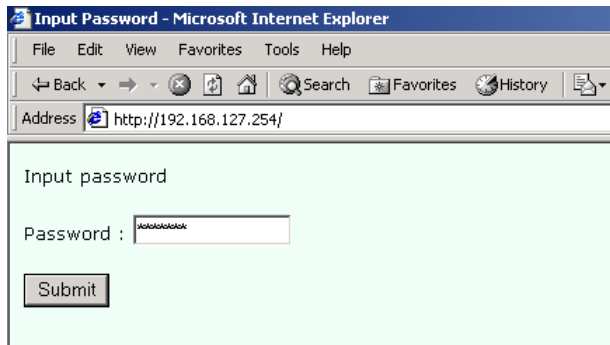 Input Password - Microsoft Internet Explorer
File Edit View Favorites Tools Help
Back Search Favorites History
Address http://192.168.127.254/
Input password
Password : ********
Submit